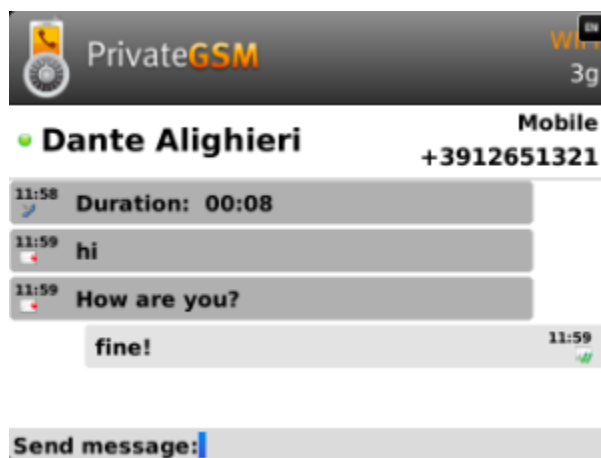 PrivateGSM
EN
3g
Dante Alighieri
Mobile
+3912651321
11:58
Duration: 00:08
11:59
hi
11:59
How are you?
fine!
11:59
Send message: